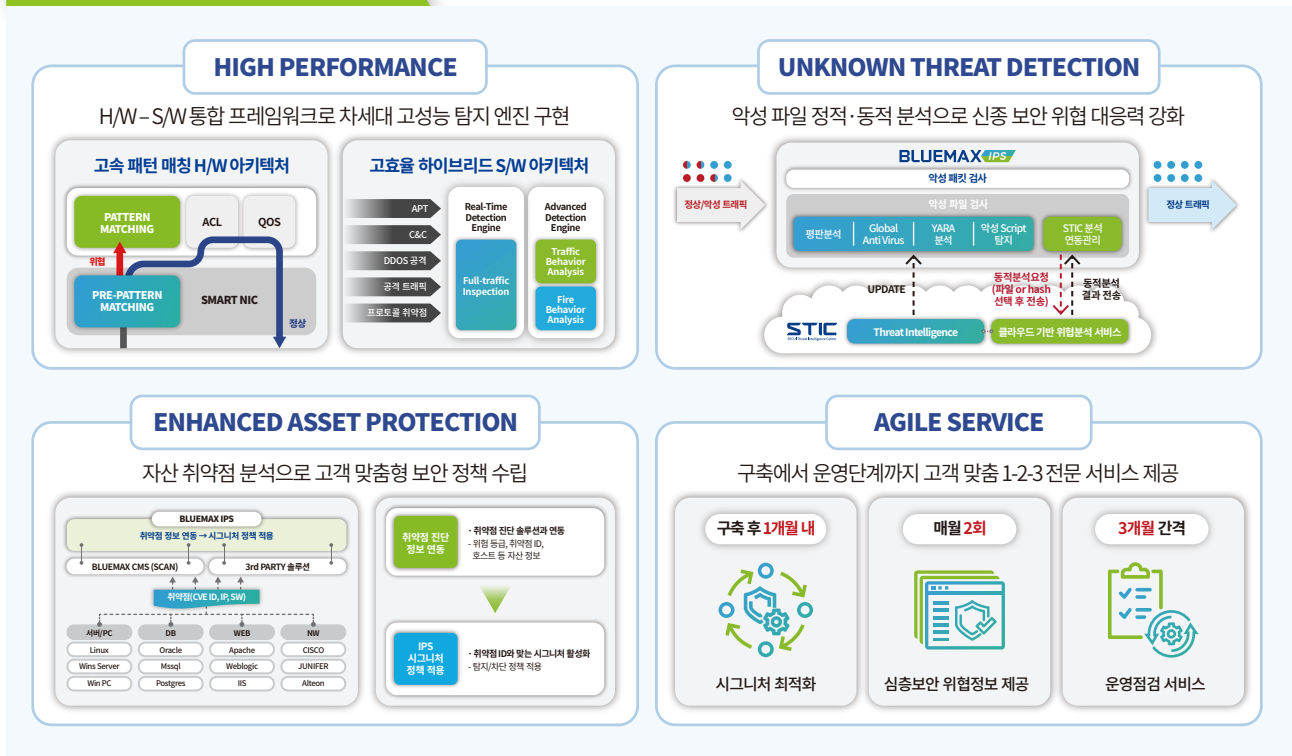 HIGH PERFORMANCE
H/W – S/W 통합 프레임워크로 차세대 고성능 탐지 엔진 구현
고속 패턴 매칭 H/W 아키텍처
PATTERN
MATCHING
ACL
QOS
위협
PRE-PATTERN
MATCHING
SMART NIC
정상
고효율 하이브리드 S/W 아키텍처
APT
C&C
DDOS 공격
공격 트래픽
프로토콜 취약점
Real-Time
Detection
Engine
Full-traffic
Inspection
Advanced
Detection
Engine
Traffic
Behavior
Analysis
Fire
Behavior
Analysis
UNKNOWN THREAT DETECTION
악성 파일 정적·동적 분석으로 신종 보안 위협 대응력 강화
BLUEMAX IPS
악성 패킷 검사
악성 파일 검사
정상/악성 트래픽
평판분석
Global
Anti Virus
YARA
분석
악성 Script
탐지
STIC 분석
연동관리
정상 트래픽
UPDATE
동적분석요청
(파일 or hash
선택 후 전송)
동적분석
결과 전송
STIC
SECUI Threat Intelligence Center
Threat Intelligence
클라우드 기반 위협분석 서비스
ENHANCED ASSET PROTECTION
자산 취약점 분석으로 고객 맞춤형 보안 정책 수립
BLUEMAX IPS
취약점 정보 연동 → 시그니처 정책 적용
BLUEMAX CMS (SCAN)
3rd PARTY 솔루션
취약점(CVE ID, IP, SW)
서버/PC
DB
WEB
NW
Linux
Oracle
Apache
CISCO
Wins Server
Mssql
Weblogic
JUNIFER
Win PC
Postgres
IIS
Alteon
취약점 진단
정보 연동
· 취약점 진단 솔루션과 연동
- 위험 등급, 취약점 ID,
호스트 등 자산 정보
IPS
시그니처
정책 적용
· 취약점 ID와 맞는 시그니처 활성화
- 탐지/차단 정책 적용
AGILE SERVICE
구축에서 운영단계까지 고객 맞춤 1-2-3 전문 서비스 제공
구축 후 1개월 내
시그니처 최적화
매월 2회
심층보안 위협정보 제공
3개월 간격
운영점검 서비스